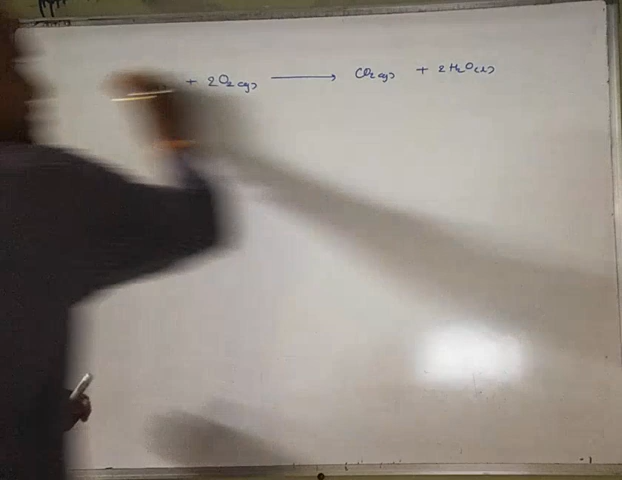 + 2O₂(g) ⟶ CO₂(g) + 2H₂O(l)